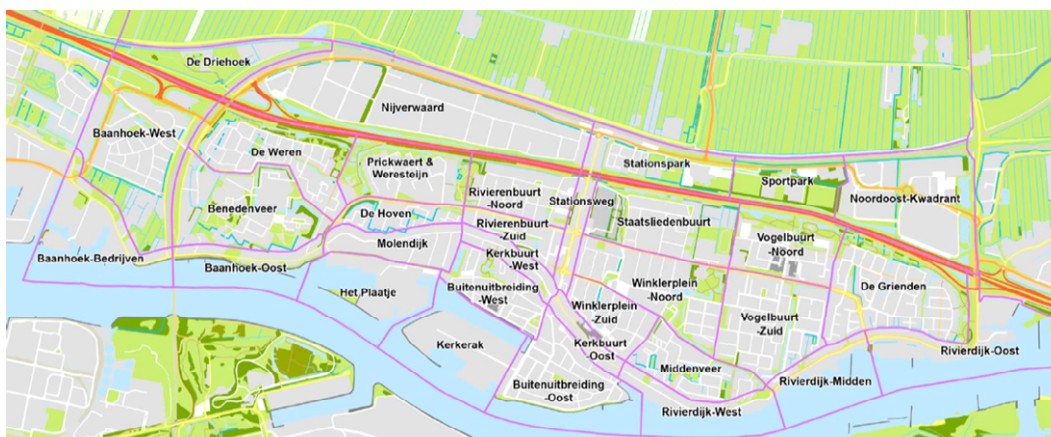 De Driehoek
Nijverwaard
Baanhoek-West
De Weren
Prickwaert &
Weresteijn
Stationspark
Sportpark
Noordoost-Kwadrant
Rivierenbuurt
-Noord
Stationsweg
Benedenveer
De Hoven
Rivierenbuurt
-Zuid
Staatsliedenbuurt
Vogelbuurt
-Noord
Molendijk
Kerkbuurt
-West
Baanhoek-Bedrijven
Baanhoek-Oost
Het Plaatje
Buitenuitbreiding
-West
Winklerplein
-Noord
De Grienden
Winklerplein
-Zuid
Vogelbuurt
-Zuid
Kerkerak
Kerkbuurt
-Oost
Rivierdijk-Oost
Middenveer
Buitenuitbreiding
-Oost
Rivierdijk-Midden
Rivierdijk-West